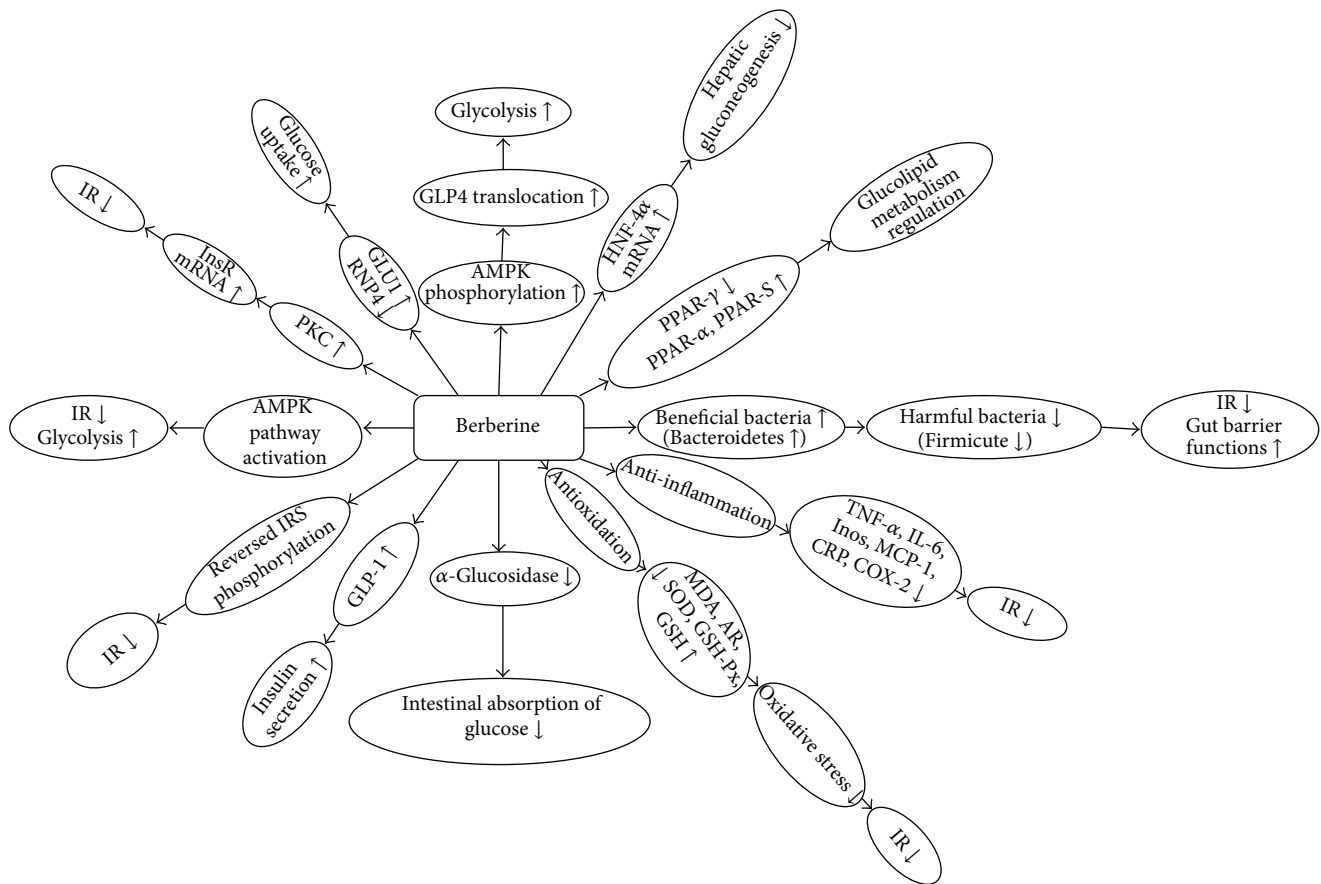 Berberine
Glycolysis ↑
GLP4 translocation ↑
AMPK
phosphorylation ↑
Hepatic
gluconeogenesis ↓
HNF-4α
mRNA ↑
Glucolipid
metabolism
regulation
PPAR-γ ↓
PPAR-α, PPAR-S ↑
Beneficial bacteria ↑
(Bacteroidetes ↑)
Harmful bacteria ↓
(Firmicute ↓)
IR ↓
Gut barrier
functions ↑
Anti-inflammation
TNF-α, IL-6,
Inos, MCP-1,
CRP, COX-2 ↓
IR ↓
Antioxidation
MDA, AR,
↓ SOD, GSH-Px,
GSH ↑
Oxidative stress ↓
IR ↓
α-Glucosidase ↓
Intestinal absorption of
glucose ↓
GLP-1 ↑
Insulin
secretion ↑
Reversed IRS
phosphorylation
IR ↓
AMPK
pathway
activation
IR ↓
Glycolysis ↑
PKC ↑
InsR
mRNA ↑
IR ↓
GLU1 ↑
RNP4 ↓
Glucose
uptake ↑